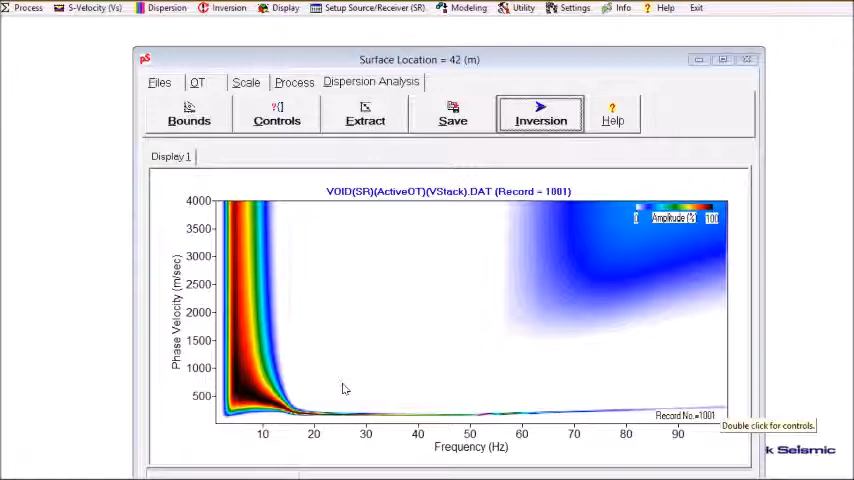 Process S-Velocity (Vs) Dispersion Inversion Display Setup Source/Receiver (SR) Modeling Utility Settings Info Help Exit
pS Surface Location = 42 (m)
Files OT Scale Process Dispersion Analysis
Bounds Controls Extract Save Inversion Help
Display1
VOID(SR)(ActiveOT)(VStack).DAT (Record = 1001)
0 Amplitude (%) 100
Phase Velocity (m/sec)
4000
3500
3000
2500
2000
1500
1000
500
Record No.=1001
Double click for controls.
10 20 30 40 50 60 70 80 90
Frequency (Hz)
k Seismic